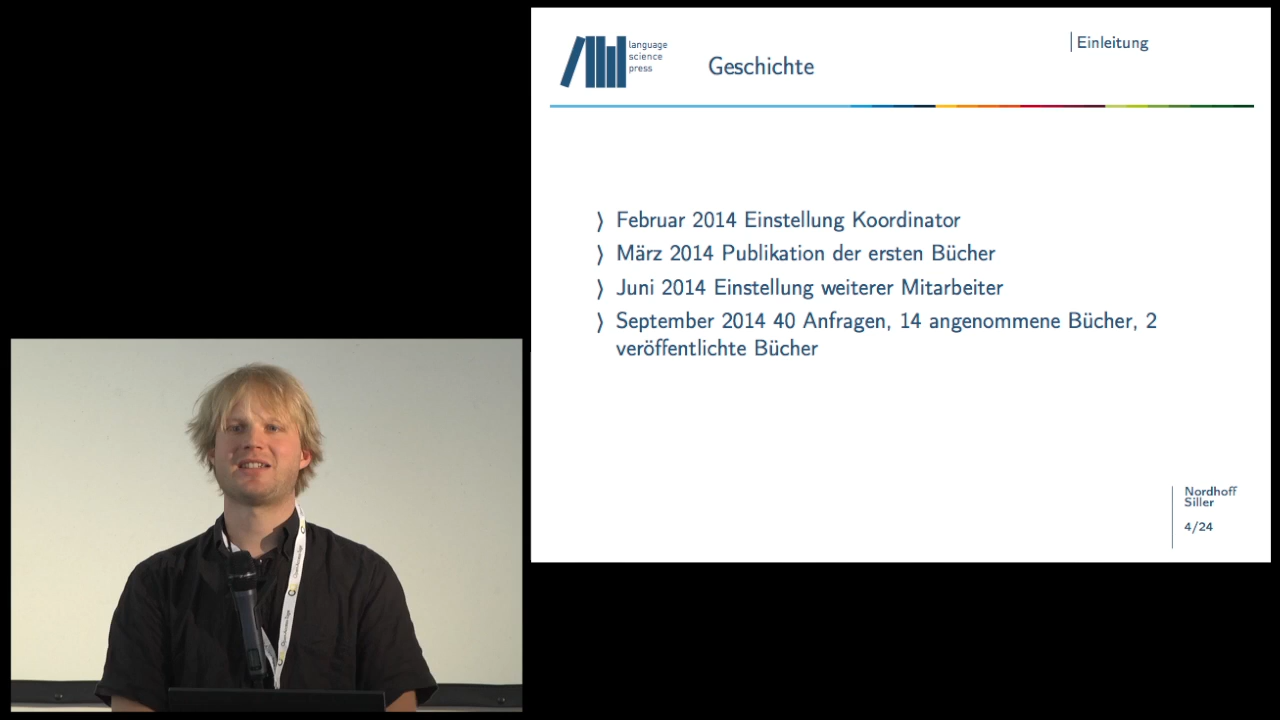 language
science
press
Geschichte
Einleitung
⟩ Februar 2014 Einstellung Koordinator
⟩ März 2014 Publikation der ersten Bücher
⟩ Juni 2014 Einstellung weiterer Mitarbeiter
⟩ September 2014 40 Anfragen, 14 angenommene Bücher, 2
veröffentlichte Bücher
Nordhoff
Siller
4/24